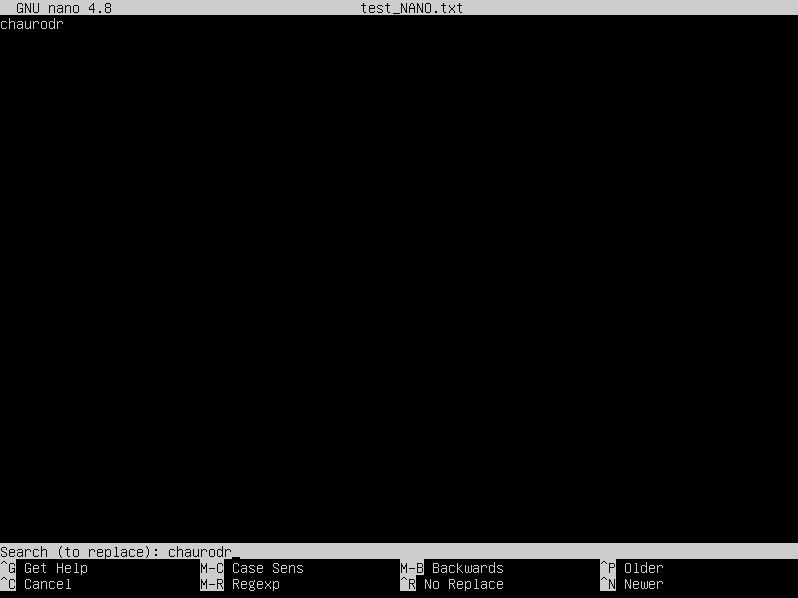 GNU nano 4.8 test_NANO.txt
chaurodr
Search (to replace): chaurodr
^G Get Help M-C Case Sens M-B Backwards ^P Older
^C Cancel M-R Regexp ^R No Replace ^N Newer